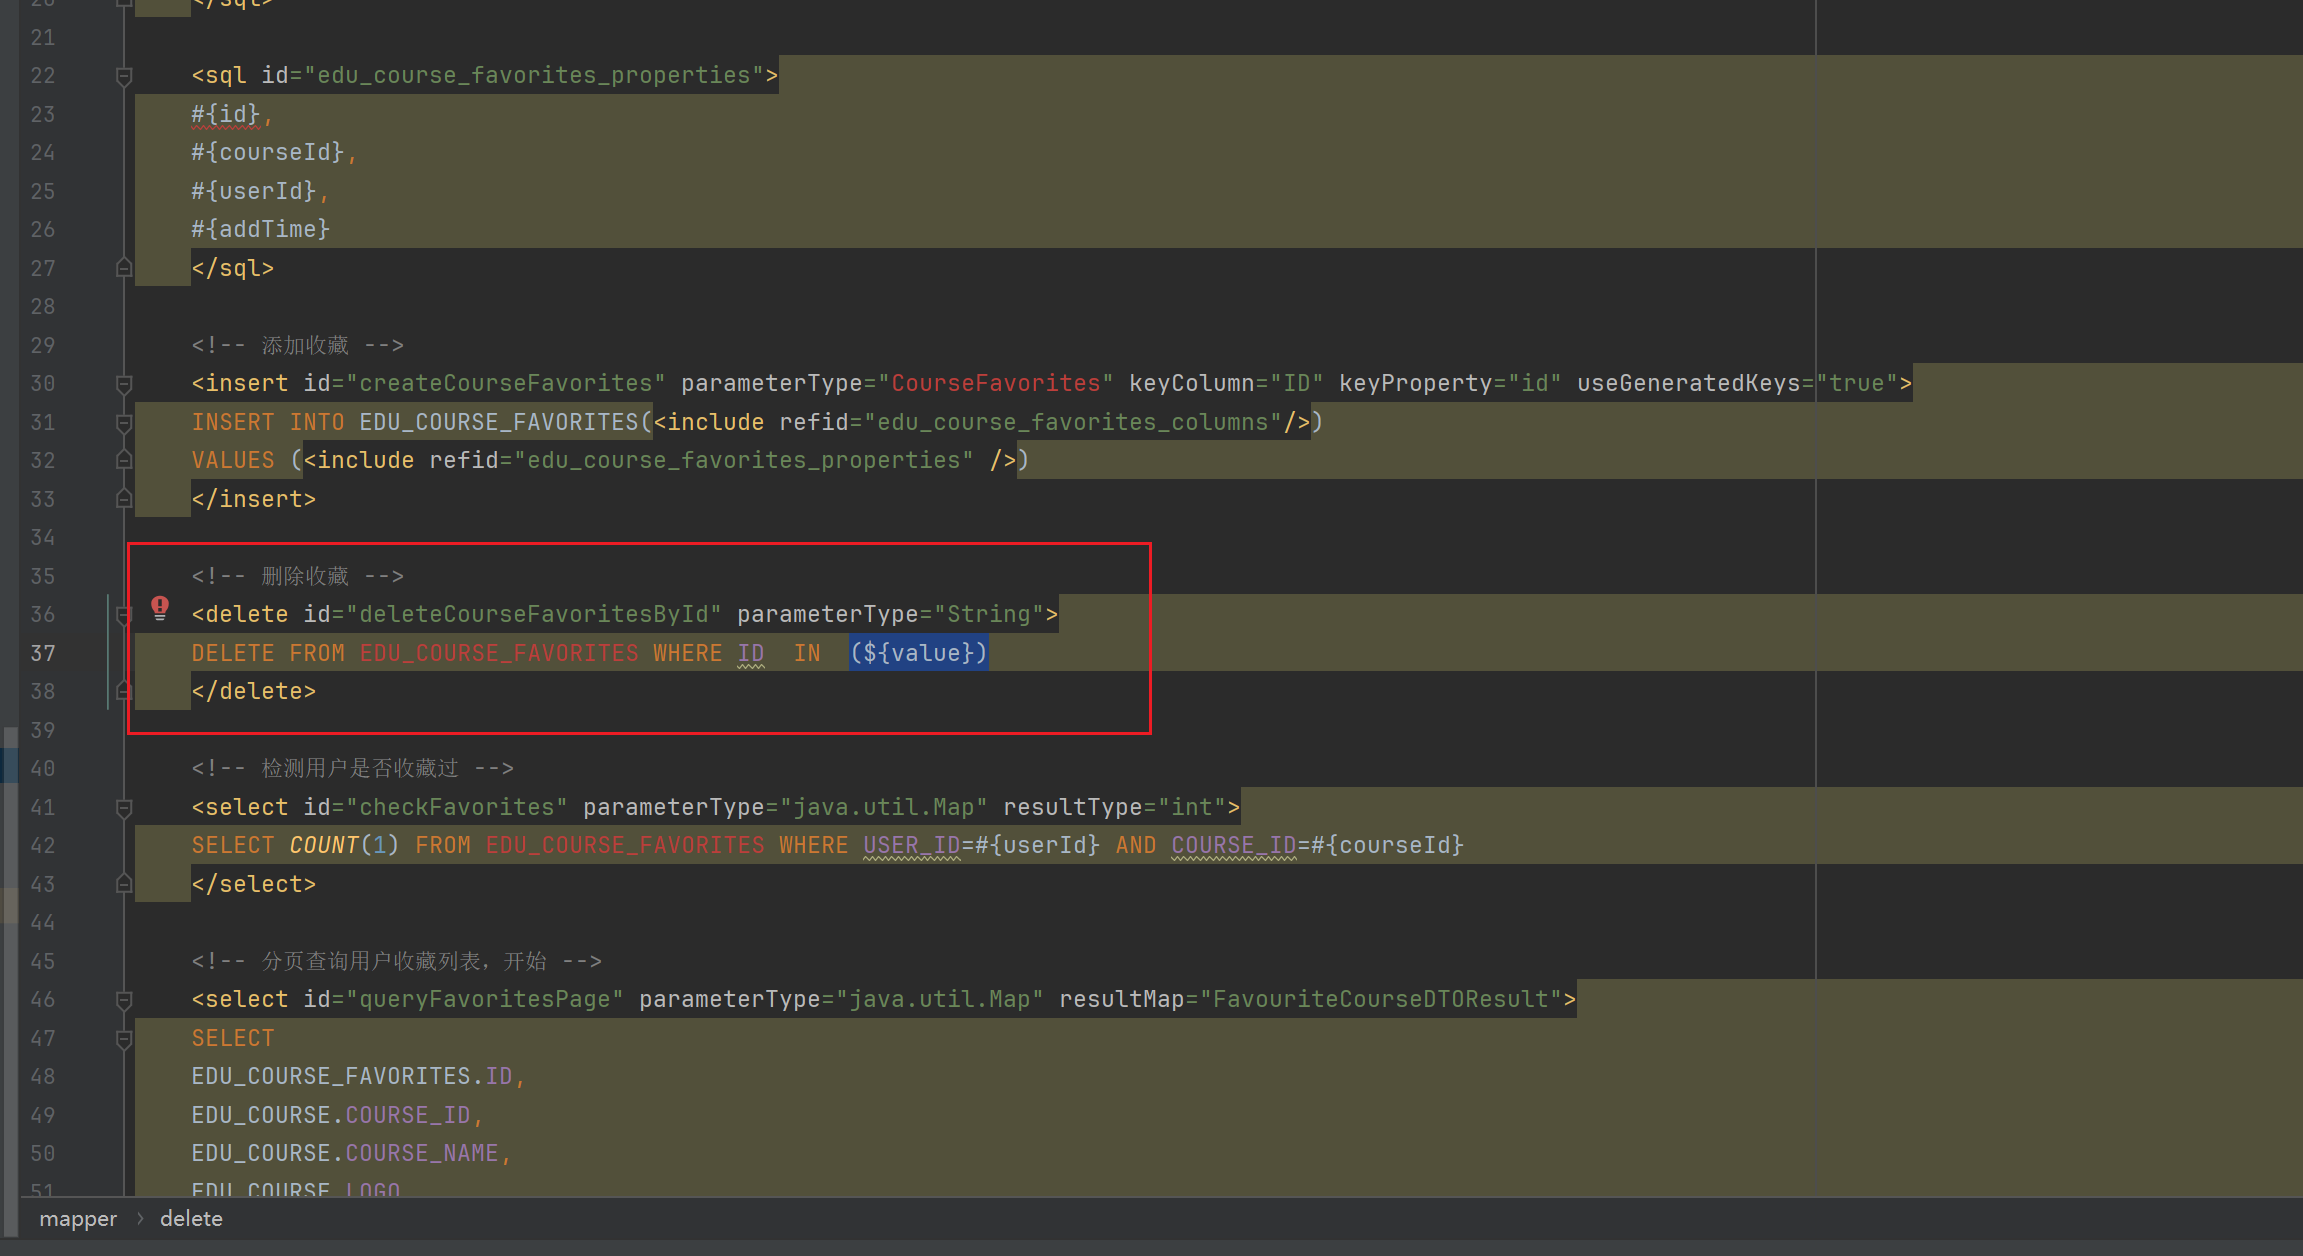 20 </sql>
21
22 <sql id="edu_course_favorites_properties">
23 #{id},
24 #{courseId},
25 #{userId},
26 #{addTime}
27 </sql>
28
29 <!-- 添加收藏 -->
30 <insert id="createCourseFavorites" parameterType="CourseFavorites" keyColumn="ID" keyProperty="id" useGeneratedKeys="true">
31 INSERT INTO EDU_COURSE_FAVORITES(<include refid="edu_course_favorites_columns"/>)
32 VALUES (<include refid="edu_course_favorites_properties" />)
33 </insert>
34
35 <!-- 删除收藏 -->
36 <delete id="deleteCourseFavoritesById" parameterType="String">
37 DELETE FROM EDU_COURSE_FAVORITES WHERE ID  IN  (${value})
38 </delete>
39
40 <!-- 检测用户是否收藏过 -->
41 <select id="checkFavorites" parameterType="java.util.Map" resultType="int">
42 SELECT COUNT(1) FROM EDU_COURSE_FAVORITES WHERE USER_ID=#{userId} AND COURSE_ID=#{courseId}
43 </select>
44
45 <!-- 分页查询用户收藏列表，开始 -->
46 <select id="queryFavoritesPage" parameterType="java.util.Map" resultMap="FavouriteCourseDTOResult">
47 SELECT
48 EDU_COURSE_FAVORITES.ID,
49 EDU_COURSE.COURSE_ID,
50 EDU_COURSE.COURSE_NAME,
51 EDU_COURSE.LOGO
mapper › delete